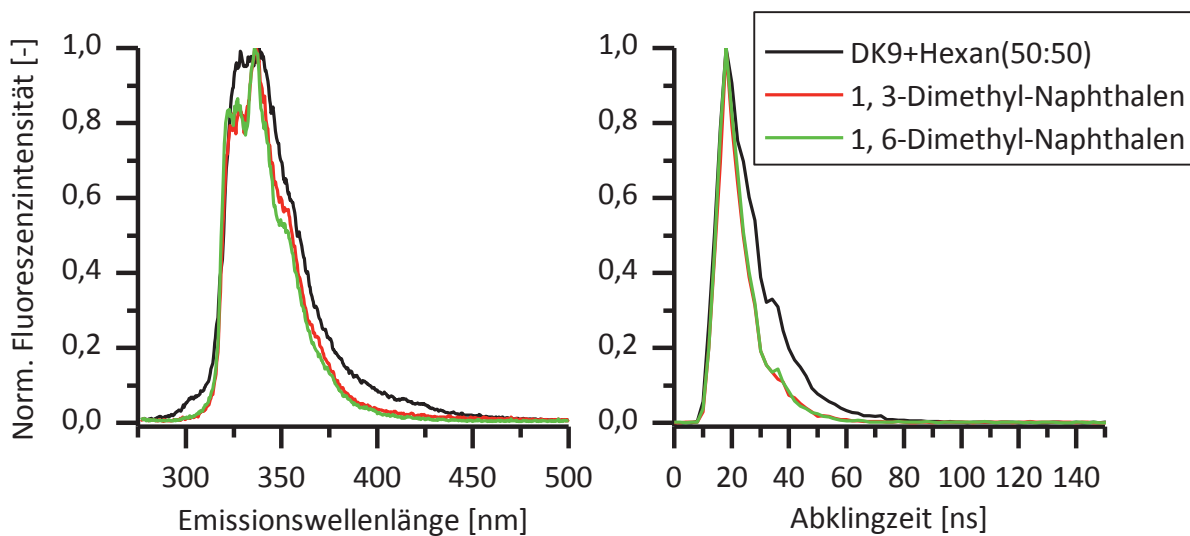 Norm. Fluoreszenzintensität [-]
1,0
0,8
0,6
0,4
0,2
0,0
300 350 400 450 500
Emissionswellenlänge [nm]
1,0
0,8
0,6
0,4
0,2
0,0
0 20 40 60 80 100 120 140
Abklingzeit [ns]
DK9+Hexan(50:50)
1, 3-Dimethyl-Naphthalen
1, 6-Dimethyl-Naphthalen